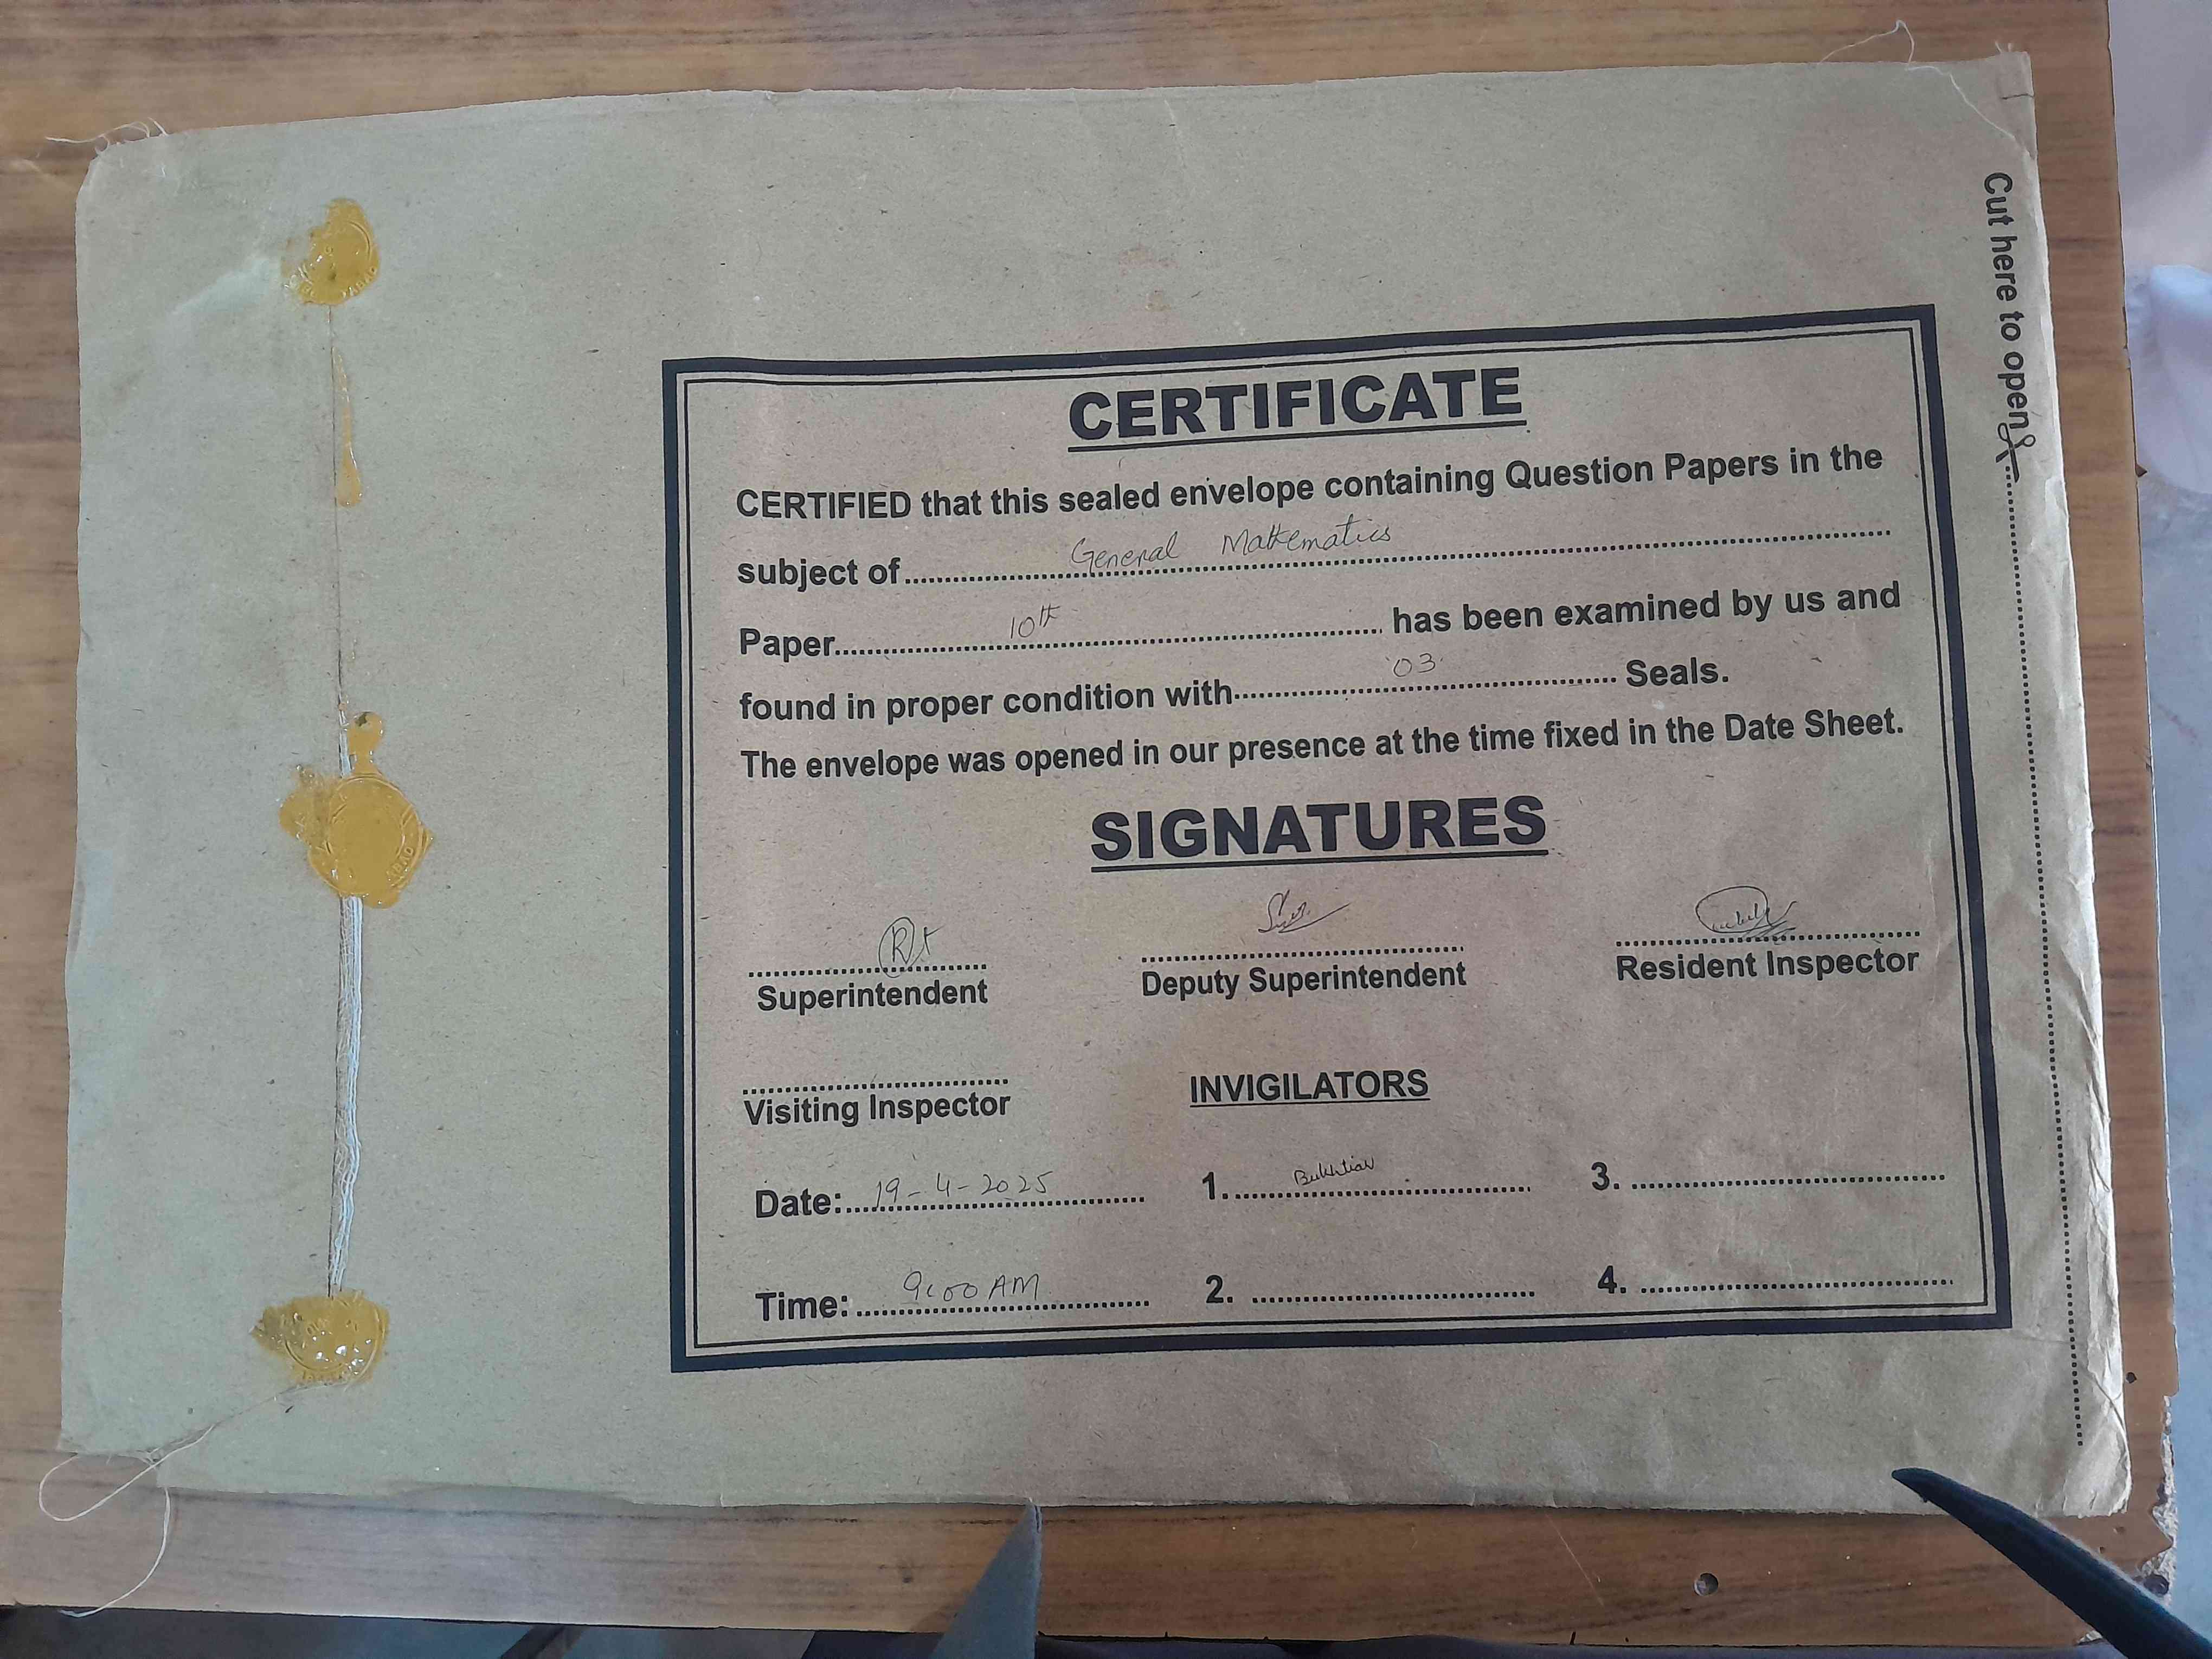 Cut here to open
CERTIFICATE
CERTIFIED that this sealed envelope containing Question Papers in the
subject of General Mathematics
Paper 10th has been examined by us and
found in proper condition with 03 Seals.
The envelope was opened in our presence at the time fixed in the Date Sheet.
SIGNATURES
Superintendent
Deputy Superintendent
Resident Inspector
Visiting Inspector
INVIGILATORS
Date: 19-4-2025 1. Bukhtiar 3.
Time: 9:00 AM 2. 4.